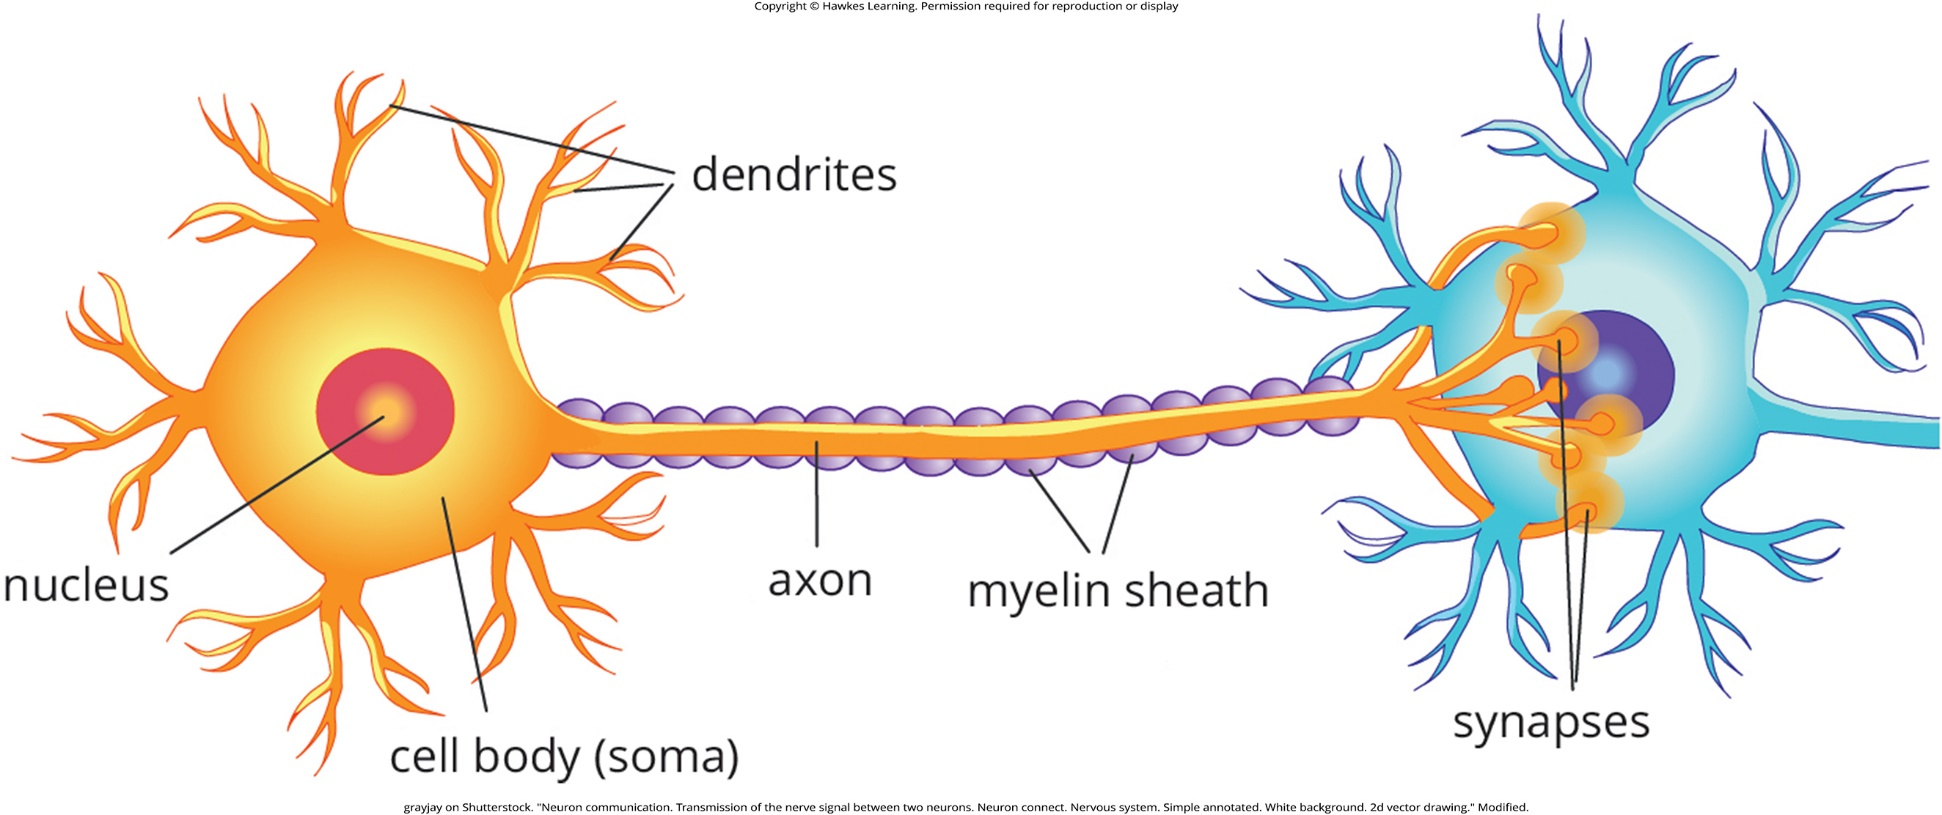 Copyright © Hawkes Learning. Permission required for reproduction or display
dendrites
nucleus
axon
myelin sheath
synapses
cell body (soma)
grayjay on Shutterstock. "Neuron communication. Transmission of the nerve signal between two neurons. Neuron connect. Nervous system. Simple annotated. White background. 2d vector drawing." Modified.